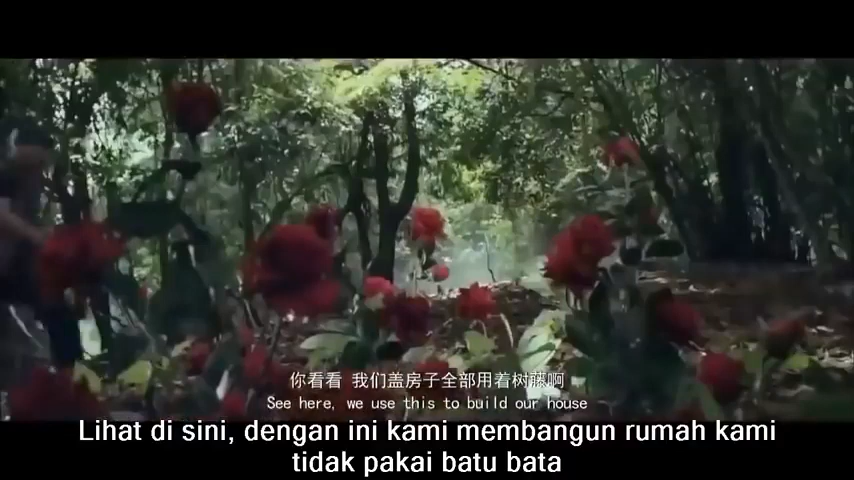 你看看 我们盖房子全部用着树藤啊
See here, we use this to build our house
Lihat di sini, dengan ini kami membangun rumah kami
tidak pakai batu bata